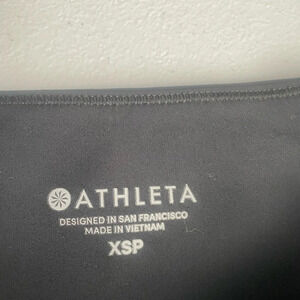 ATHLETA
DESIGNED IN SAN FRANCISCO
MADE IN VIETNAM
XSP